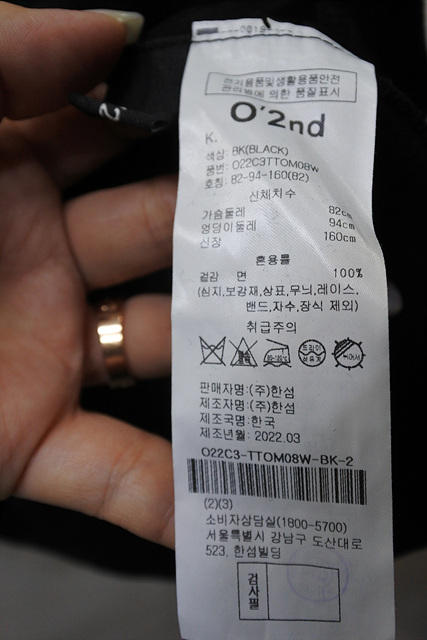 전기용품및생활용품안전
관리법에 의한 품질표시
O'2nd
K.
색상: BK(BLACK)
품번: O22C3TTOM08W
호칭: 82-94-160(82)
신체치수
가슴둘레 82cm
엉덩이둘레 94cm
신장 160cm
혼용률
겉감 면 100%
(심지,보강재,상표,무늬,레이스,
밴드,자수,장식 제외)
취급주의
드라이
판매자명:(주)한섬
제조자명:(주)한섬
제조국명:한국
제조년월: 2022.03
O22C3-TTOM08W-BK-2
(2)(3)
소비자상담실(1800-5700)
서울특별시 강남구 도산대로
523, 한섬빌딩
검사필